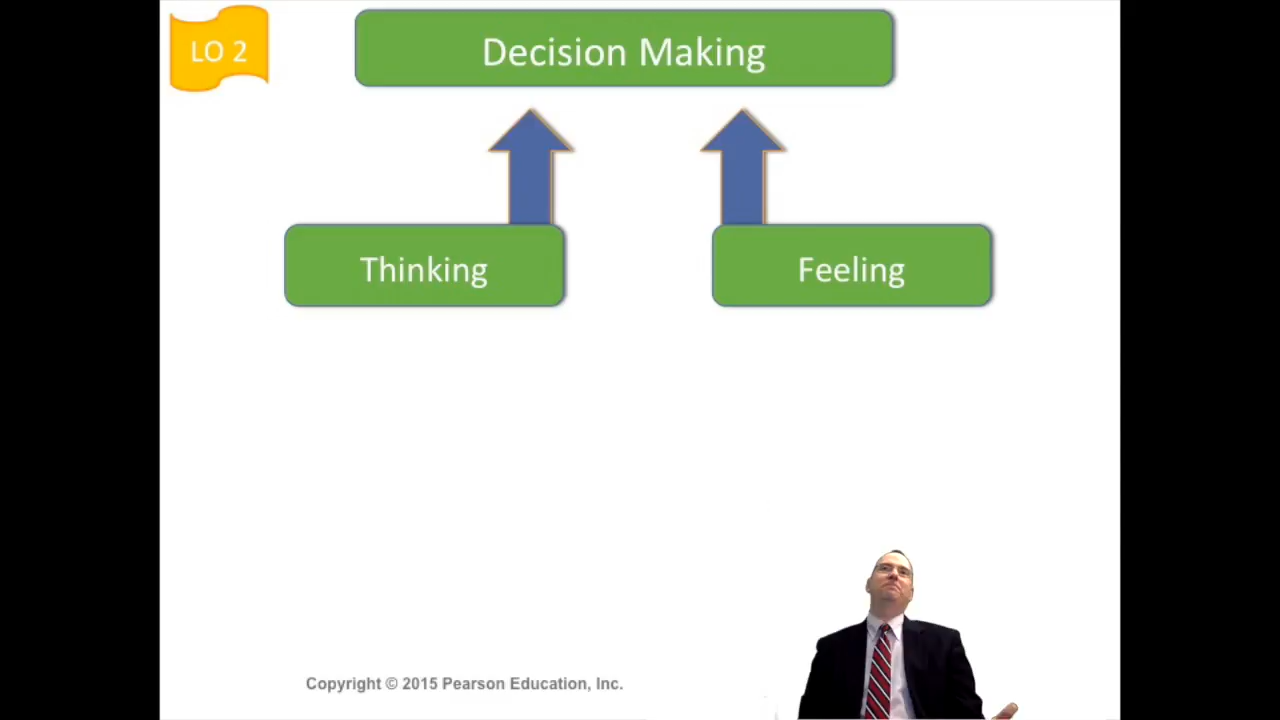 LO 2
Decision Making
Thinking
Feeling
Copyright © 2015 Pearson Education, Inc.